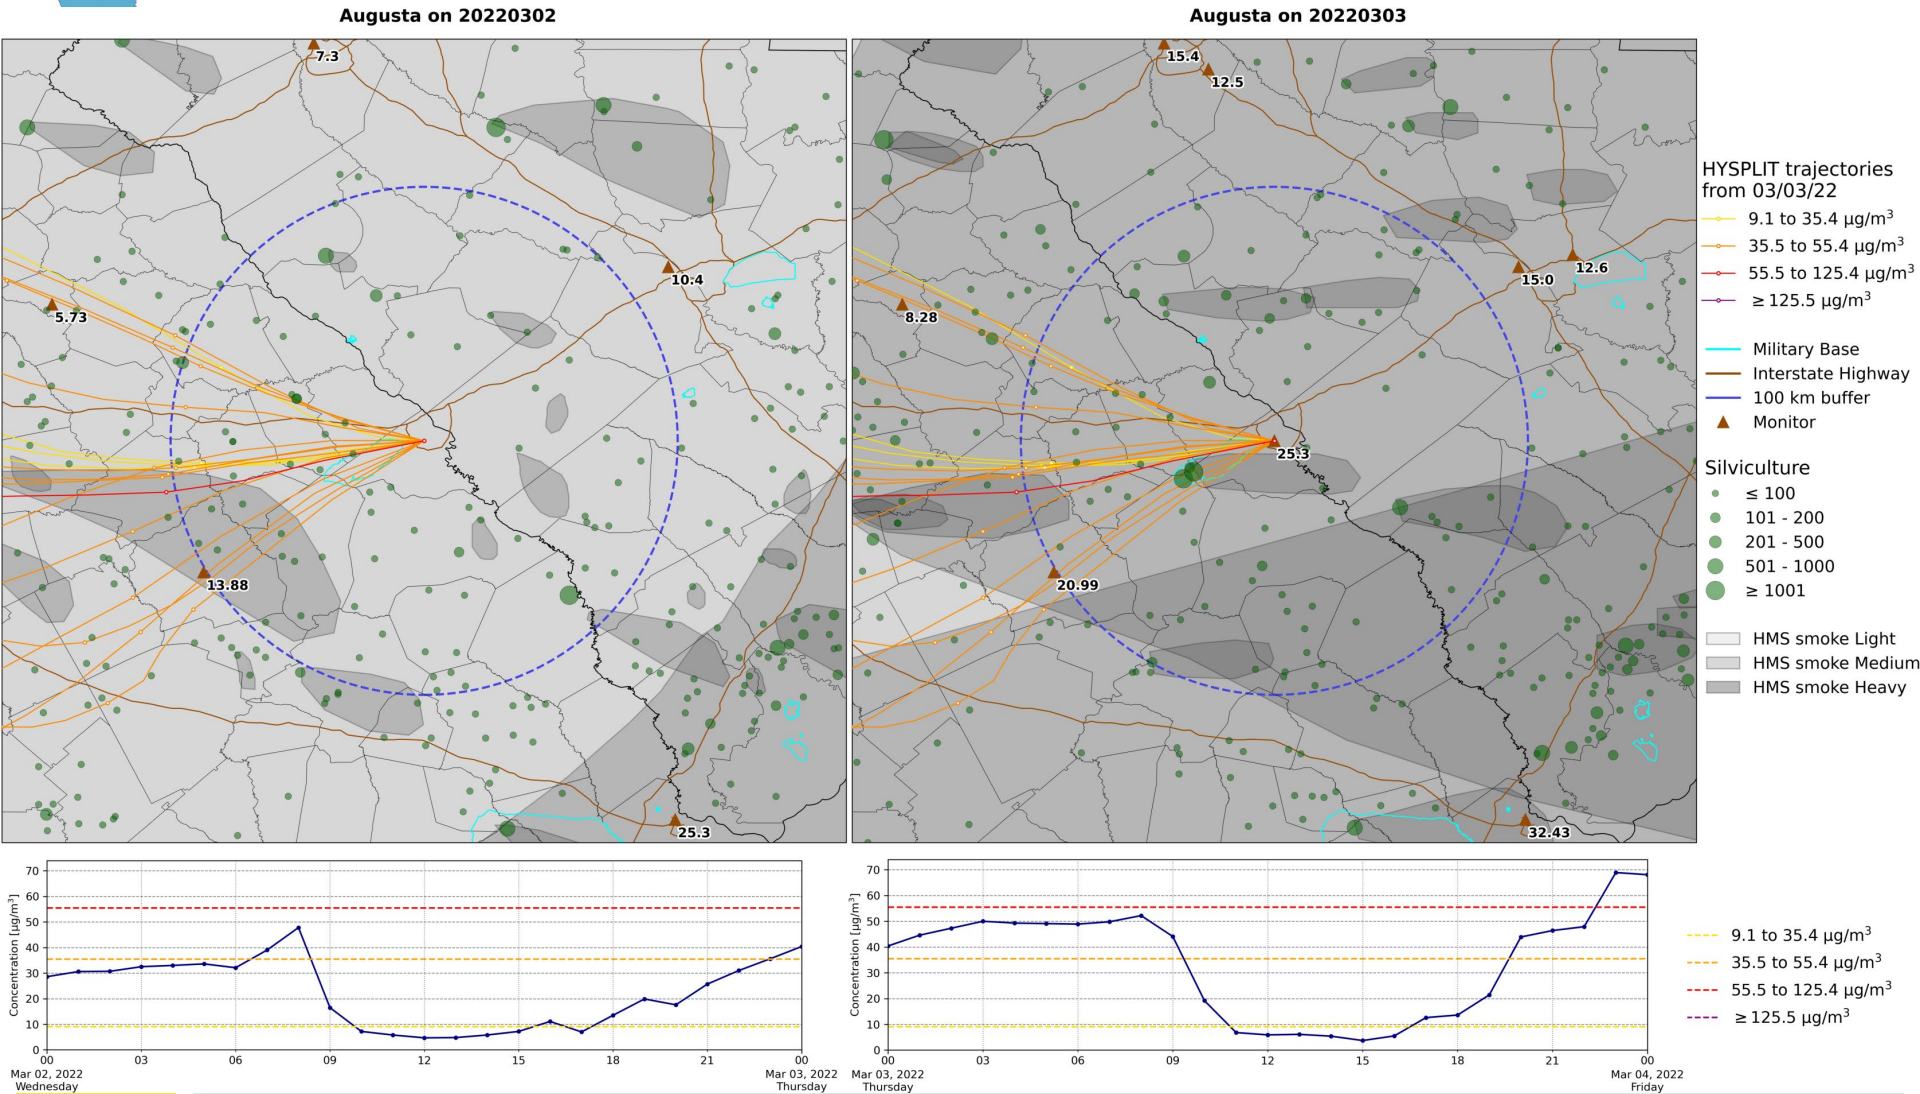 Augusta on 20220302
Augusta on 20220303
7.3
10.4
5.73
13.88
25.3
15.4
12.5
15.0
12.6
8.28
25.3
20.99
32.43
HYSPLIT trajectories
from 03/03/22
9.1 to 35.4 µg/m³
35.5 to 55.4 µg/m³
55.5 to 125.4 µg/m³
≥ 125.5 µg/m³
Military Base
Interstate Highway
100 km buffer
Monitor
Silviculture
≤ 100
101 - 200
201 - 500
501 - 1000
≥ 1001
HMS smoke Light
HMS smoke Medium
HMS smoke Heavy
Concentration [µg/m³]
70
60
50
40
30
20
10
0
00
03
06
09
12
15
18
21
00
Mar 02, 2022
Wednesday
Mar 03, 2022
Thursday
Concentration [µg/m³]
70
60
50
40
30
20
10
0
00
03
06
09
12
15
18
21
00
Mar 03, 2022
Thursday
Mar 04, 2022
Friday
9.1 to 35.4 µg/m³
35.5 to 55.4 µg/m³
55.5 to 125.4 µg/m³
≥ 125.5 µg/m³